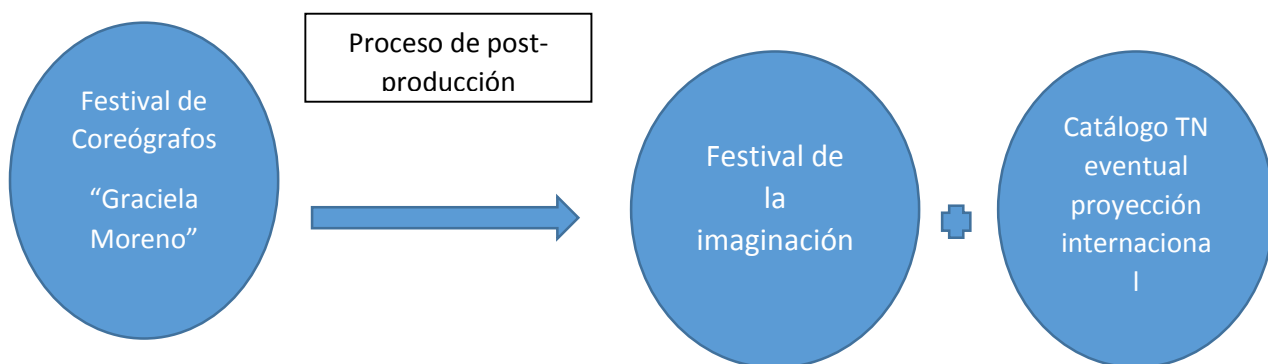 Festival de
Coreógrafos
“Graciela
Moreno”
Proceso de post-
producción
Festival de
la
imaginación
Catálogo TN
eventual
proyección
internaciona
l